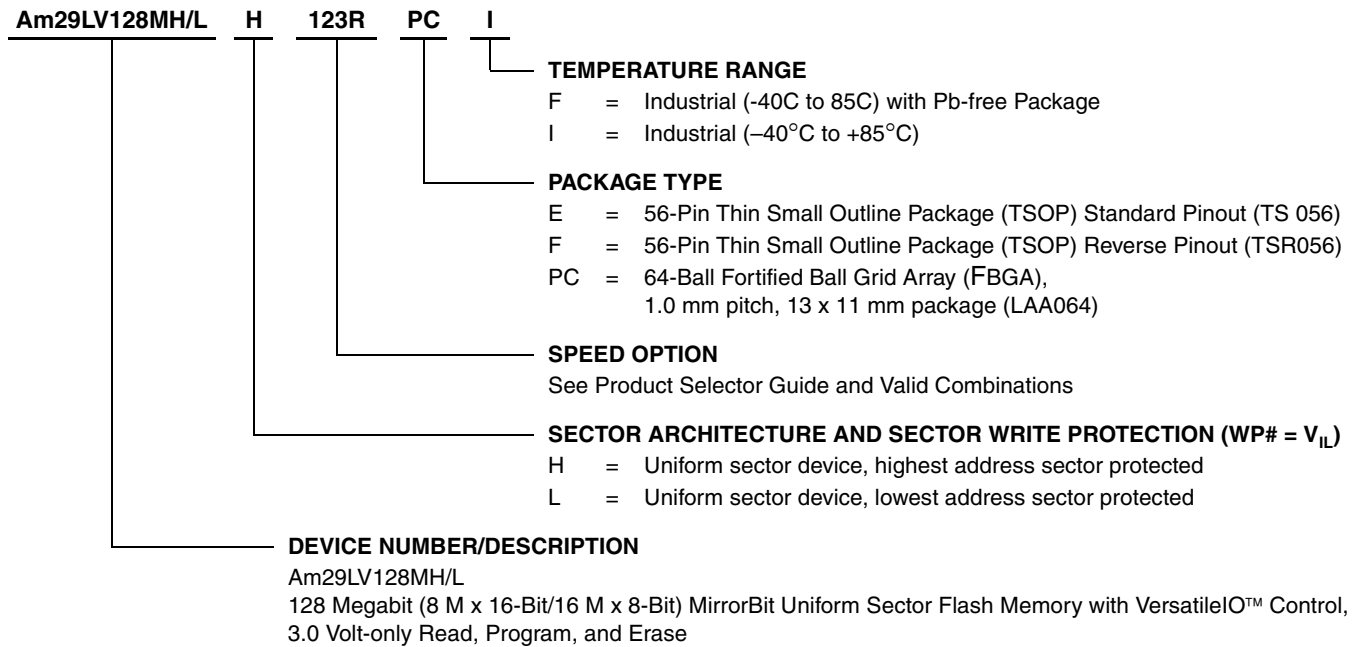 Am29LV128MH/L H 123R PC I
TEMPERATURE RANGE
F = Industrial (-40C to 85C) with Pb-free Package
I = Industrial (–40°C to +85°C)
PACKAGE TYPE
E = 56-Pin Thin Small Outline Package (TSOP) Standard Pinout (TS 056)
F = 56-Pin Thin Small Outline Package (TSOP) Reverse Pinout (TSR056)
PC = 64-Ball Fortified Ball Grid Array (FBGA),
1.0 mm pitch, 13 x 11 mm package (LAA064)
SPEED OPTION
See Product Selector Guide and Valid Combinations
SECTOR ARCHITECTURE AND SECTOR WRITE PROTECTION (WP# = VIL)
H = Uniform sector device, highest address sector protected
L = Uniform sector device, lowest address sector protected
DEVICE NUMBER/DESCRIPTION
Am29LV128MH/L
128 Megabit (8 M x 16-Bit/16 M x 8-Bit) MirrorBit Uniform Sector Flash Memory with VersatileIO™ Control,
3.0 Volt-only Read, Program, and Erase